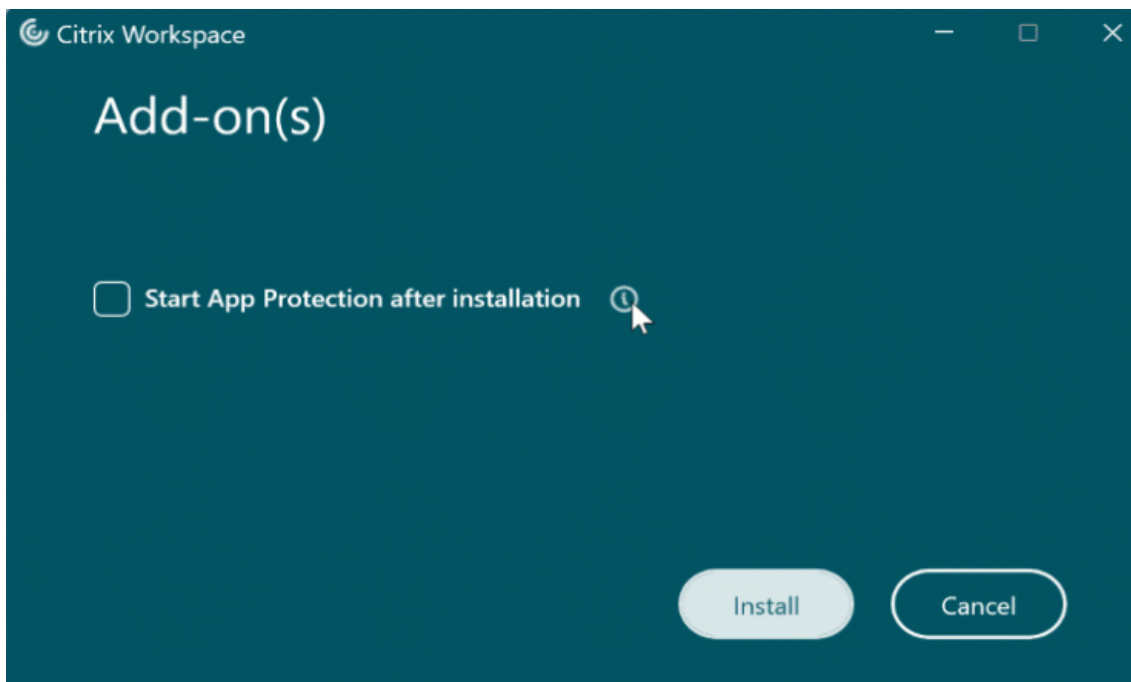 Citrix Workspace
Add-on(s)
Start App Protection after installation
Install
Cancel